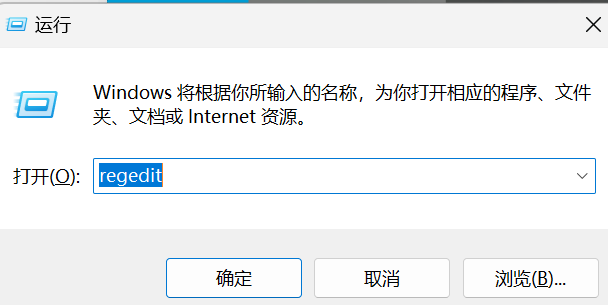 运行
Windows 将根据你所输入的名称，为你打开相应的程序、文件
夹、文档或 Internet 资源。
打开(O): regedit
确定 取消 浏览(B)...